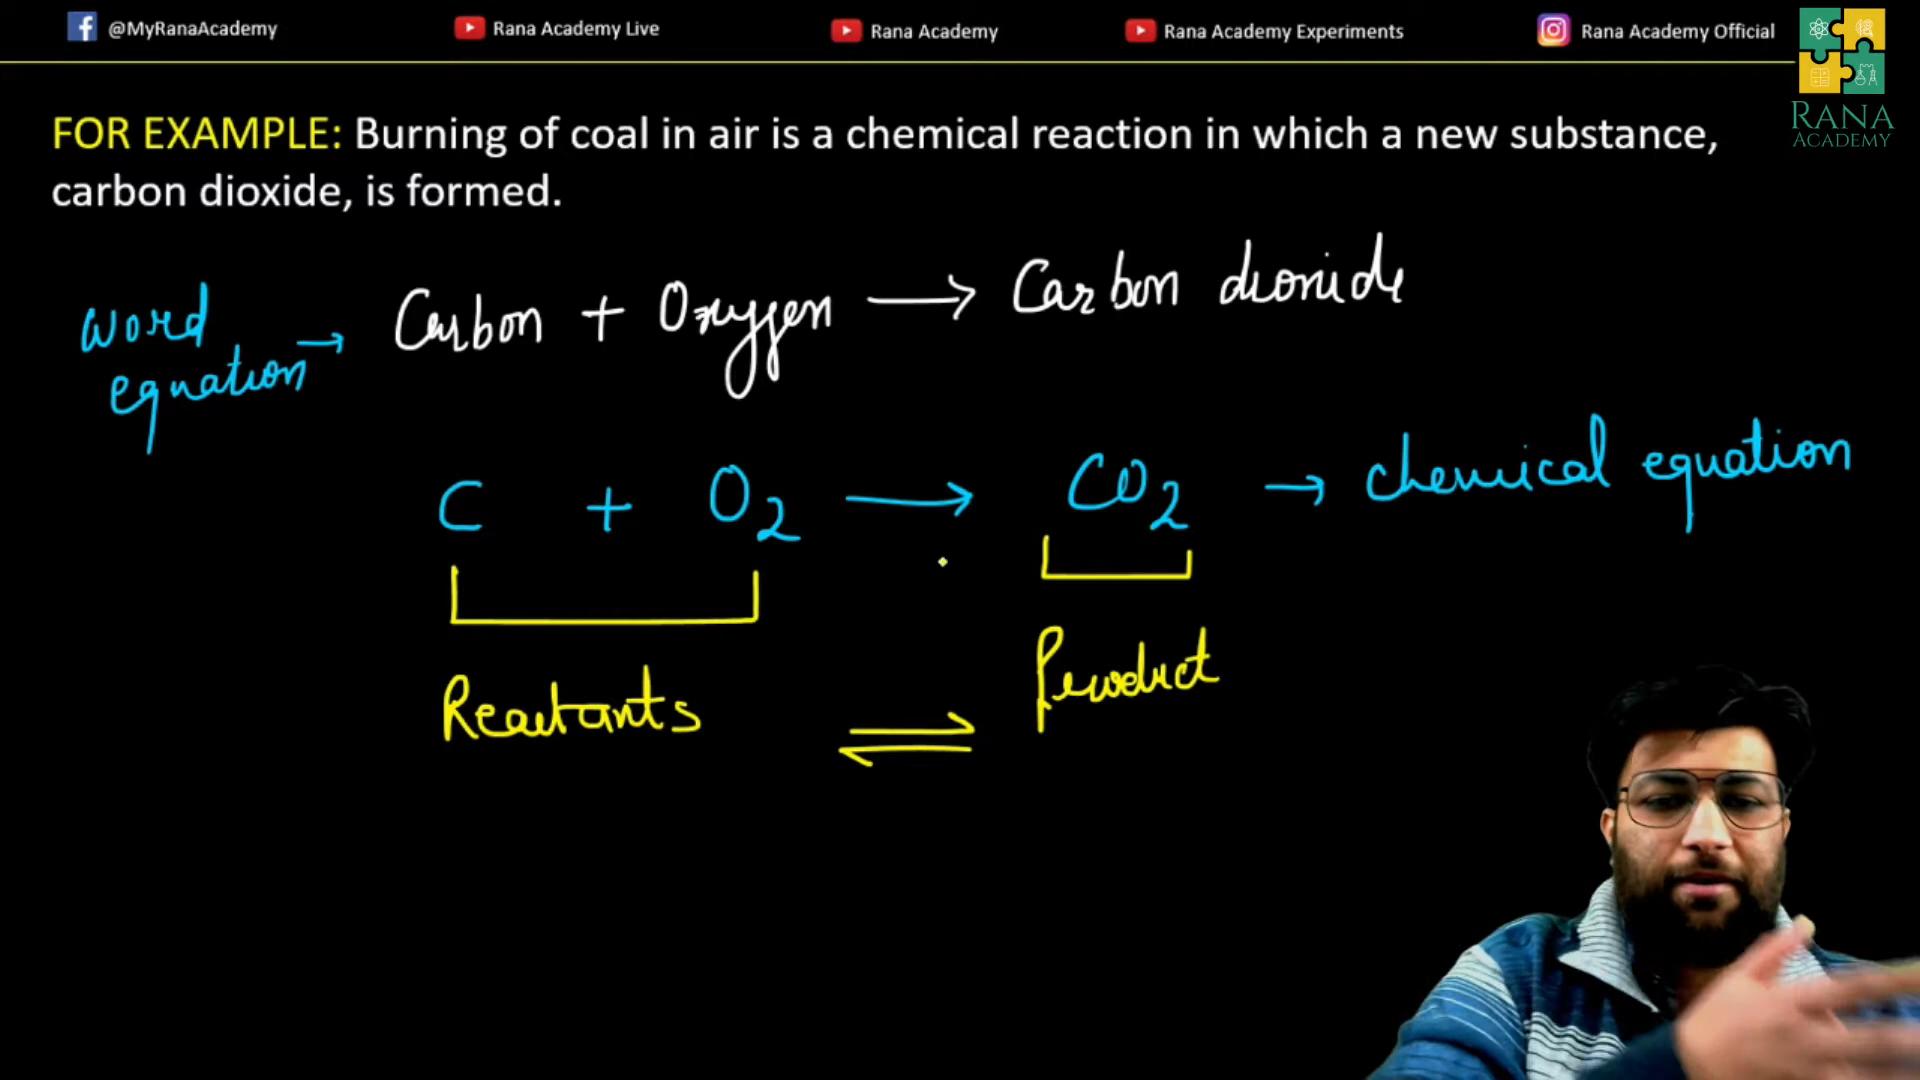 @MyRanaAcademy Rana Academy Live Rana Academy Rana Academy Experiments Rana Academy Official
RANA
ACADEMY
FOR EXAMPLE: Burning of coal in air is a chemical reaction in which a new substance,
carbon dioxide, is formed.
word
equation → Carbon + Oxygen → Carbon dioxide
C + O₂ → CO₂ → chemical equation
Reactants ⇌ Product